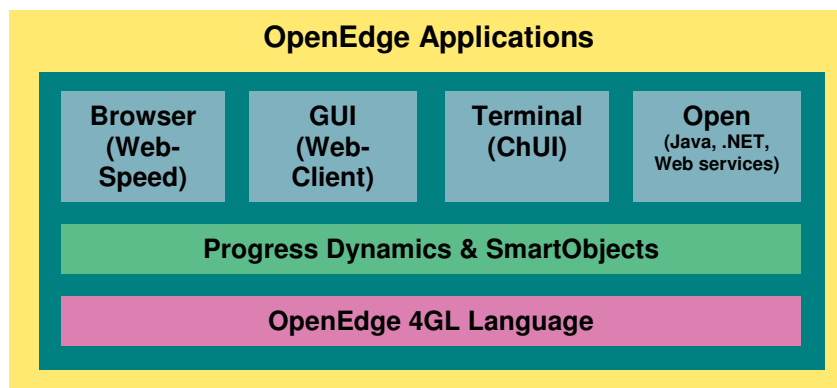 OpenEdge Applications
Browser
(Web-
Speed)
GUI
(Web-
Client)
Terminal
(ChUI)
Open
(Java, .NET,
Web services)
Progress Dynamics & SmartObjects
OpenEdge 4GL Language